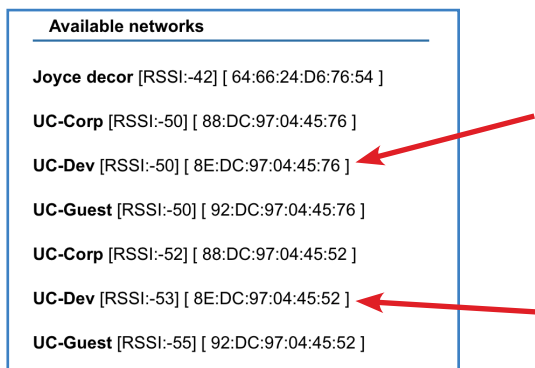 Available networks
Joyce decor [RSSI:-42] [ 64:66:24:D6:76:54 ]
UC-Corp [RSSI:-50] [ 88:DC:97:04:45:76 ]
UC-Dev [RSSI:-50] [ 8E:DC:97:04:45:76 ]
UC-Guest [RSSI:-50] [ 92:DC:97:04:45:76 ]
UC-Corp [RSSI:-52] [ 88:DC:97:04:45:52 ]
UC-Dev [RSSI:-53] [ 8E:DC:97:04:45:52 ]
UC-Guest [RSSI:-55] [ 92:DC:97:04:45:52 ]